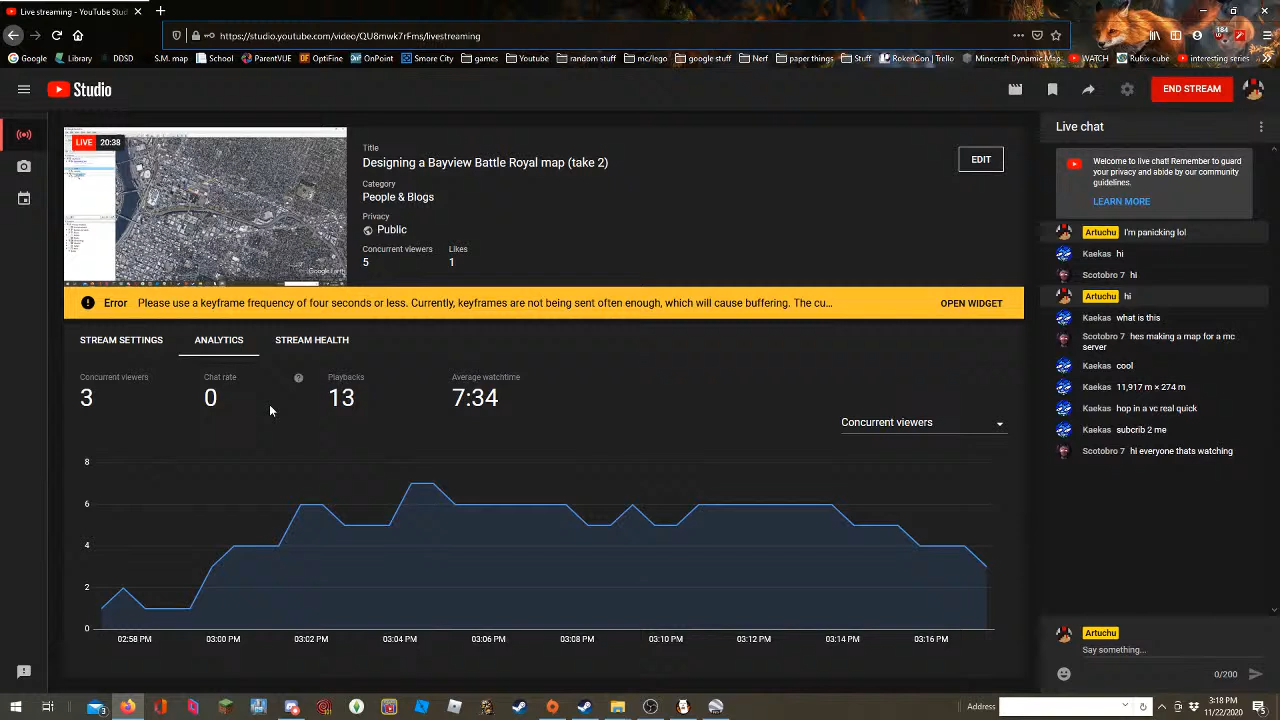 Live streaming - YouTube Stud
https://studio.youtube.com/video/QU8mwk7rFms/livestreaming
184
Google
Library
DDSD
S.M. map
School
ParentVUE
OptiFine
OnPoint
Score City
games
Youtube
random stuff
mc/lego
google stuff
Nerf
paper things
Stuff
RokenCon | Trello
Minecraft Dynamic Map
WATCH
Rubix cube
interesting series
Studio
END STREAM
LIVE 20:38
Google Earth
Title
Designing a Bayview Battle Royal map (take 2)
EDIT
Category
People & Blogs
Privacy
Public
Concurrent viewers
Likes
5
1
Error
Please use a keyframe frequency of four seconds or less. Currently, keyframes are not being sent often enough, which will cause buffering. The cu...
OPEN WIDGET
STREAM SETTINGS
ANALYTICS
STREAM HEALTH
Concurrent viewers
Chat rate
Playbacks
Average watchtime
3
0
13
7:34
Concurrent viewers
8
6
4
2
0
02:58 PM
03:00 PM
03:02 PM
03:04 PM
03:06 PM
03:08 PM
03:10 PM
03:12 PM
03:14 PM
03:16 PM
Live chat
Welcome to live chat! Remember to guard
your privacy and abide by our community
guidelines.
LEARN MORE
Artuchu I'm panicking lol
Kaekas hi
Scotobro 7 hi
Artuchu hi
Kaekas what is this
Scotobro 7 hes making a map for a mc
server
Kaekas cool
Kaekas 11,917 m × 274 m
Kaekas hop in a vc real quick
Kaekas subcrib 2 me
Scotobro 7 hi everyone thats watching
Artuchu
Say something...
0/200
3
Address
3:18 PM
11/22/2020